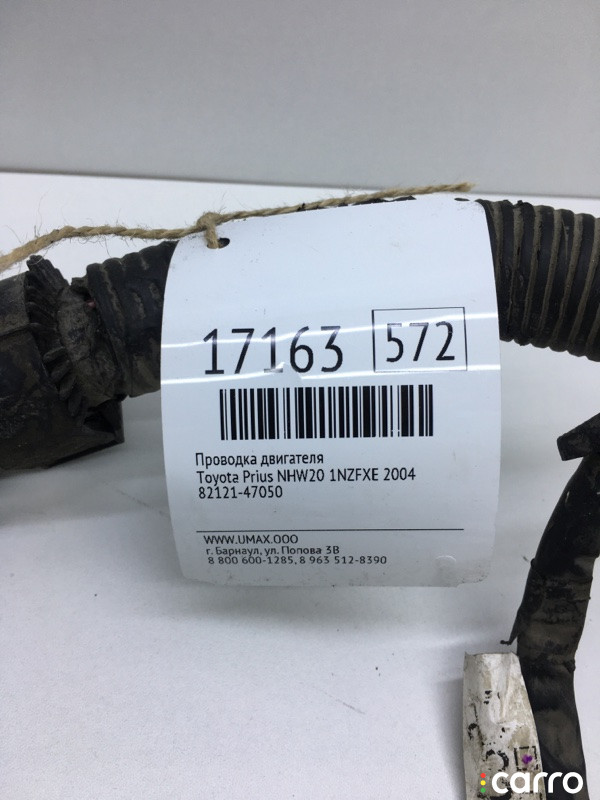 17163 572
Проводка двигателя
Toyota Prius NHW20 1NZFXE 2004
82121-47050
WWW.UMAX.OOO
г. Барнаул, ул. Попова 3В
8 800 600-1285, 8 963 512-8390
carro